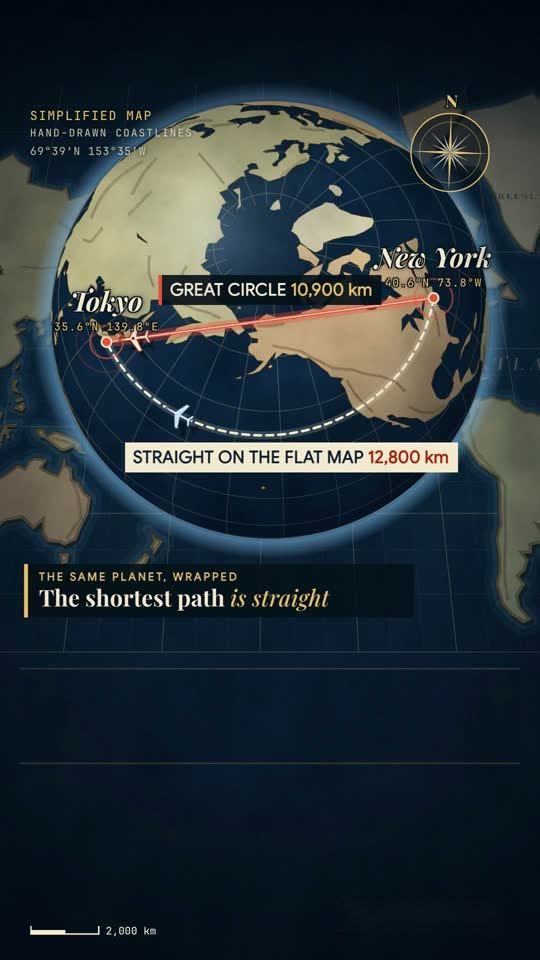 N
SIMPLIFIED MAP
HAND-DRAWN COASTLINES
69°39'N 153°35'W
New York
40.6°N 73.8°W
GREAT CIRCLE 10,900 km
Tokyo
35.6°N 139.8°E
STRAIGHT ON THE FLAT MAP 12,800 km
THE SAME PLANET, WRAPPED
The shortest path is straight
2,000 km